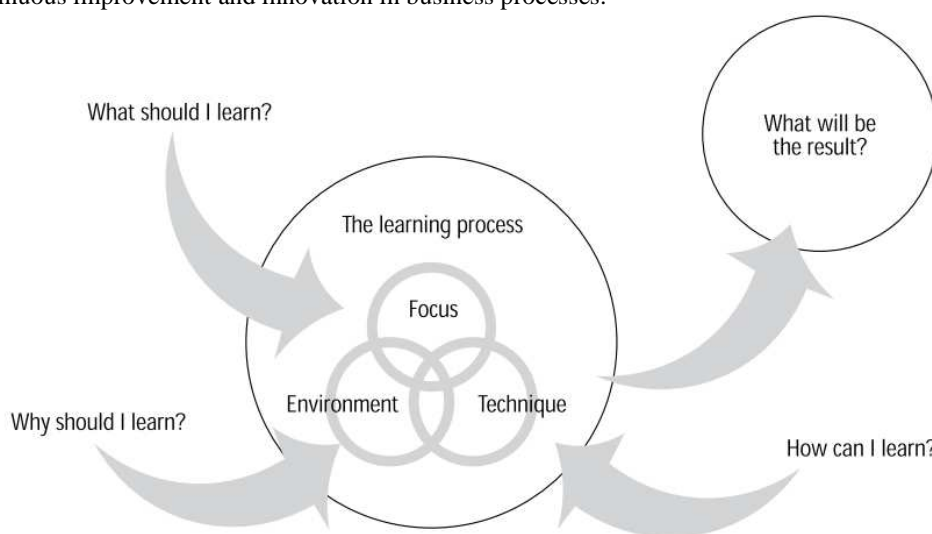 improvement and innovation in business processes.
What should I learn?
What will be
the result?
The learning process
Focus
Environment
Technique
Why should I learn?
How can I learn?